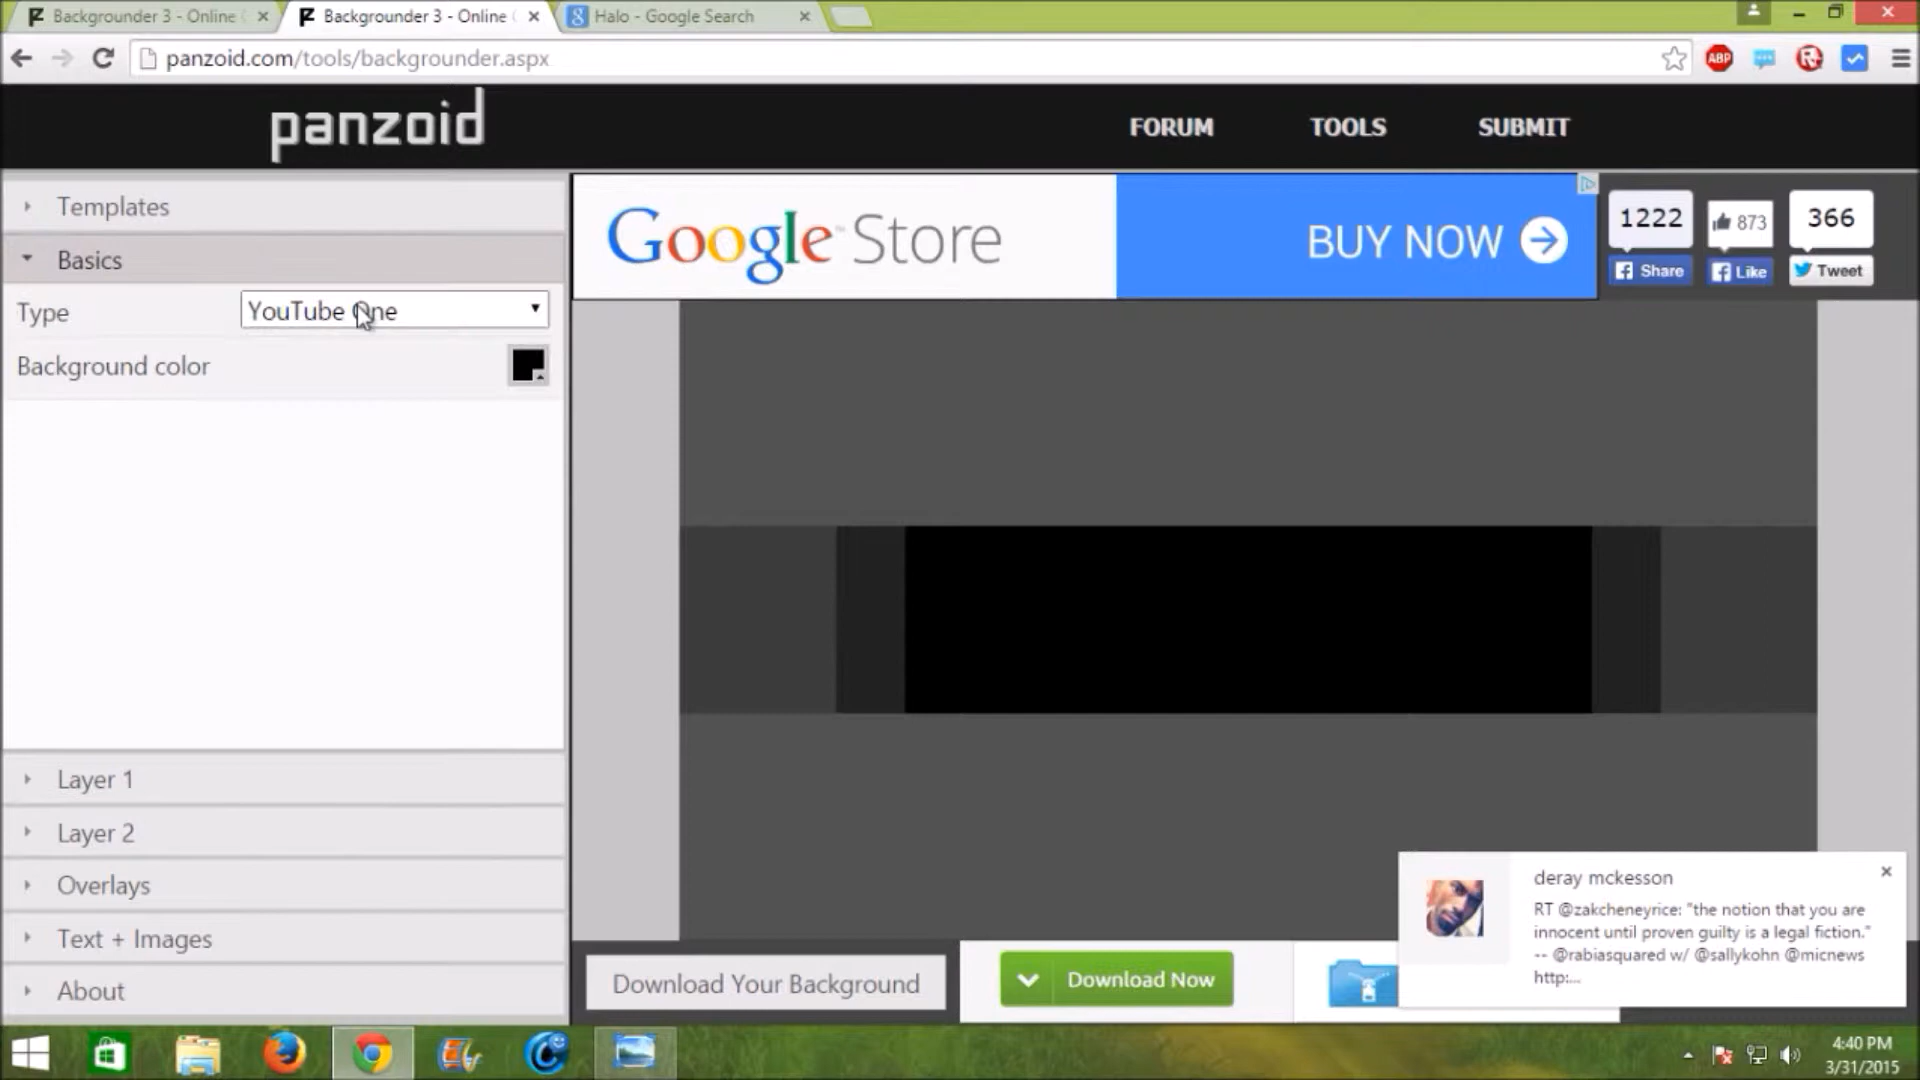 Backgrounder 3 - Online
Backgrounder 3 - Online
Halo - Google Search
panzoid.com/tools/backgrounder.aspx
ABP
panzoid
FORUM
TOOLS
SUBMIT
Templates
Basics
Type
YouTube One
Background color
Layer 1
Layer 2
Overlays
Text + Images
About
Google Store
BUY NOW
1222
873
366
Share
Like
Tweet
Download Your Background
Download Now
deray mckesson
RT @zakcheneyrice: "the notion that you are
innocent until proven guilty is a legal fiction."
-- @rabiasquared w/ @sallykohn @micnews
http:...
4:40 PM
3/31/2015